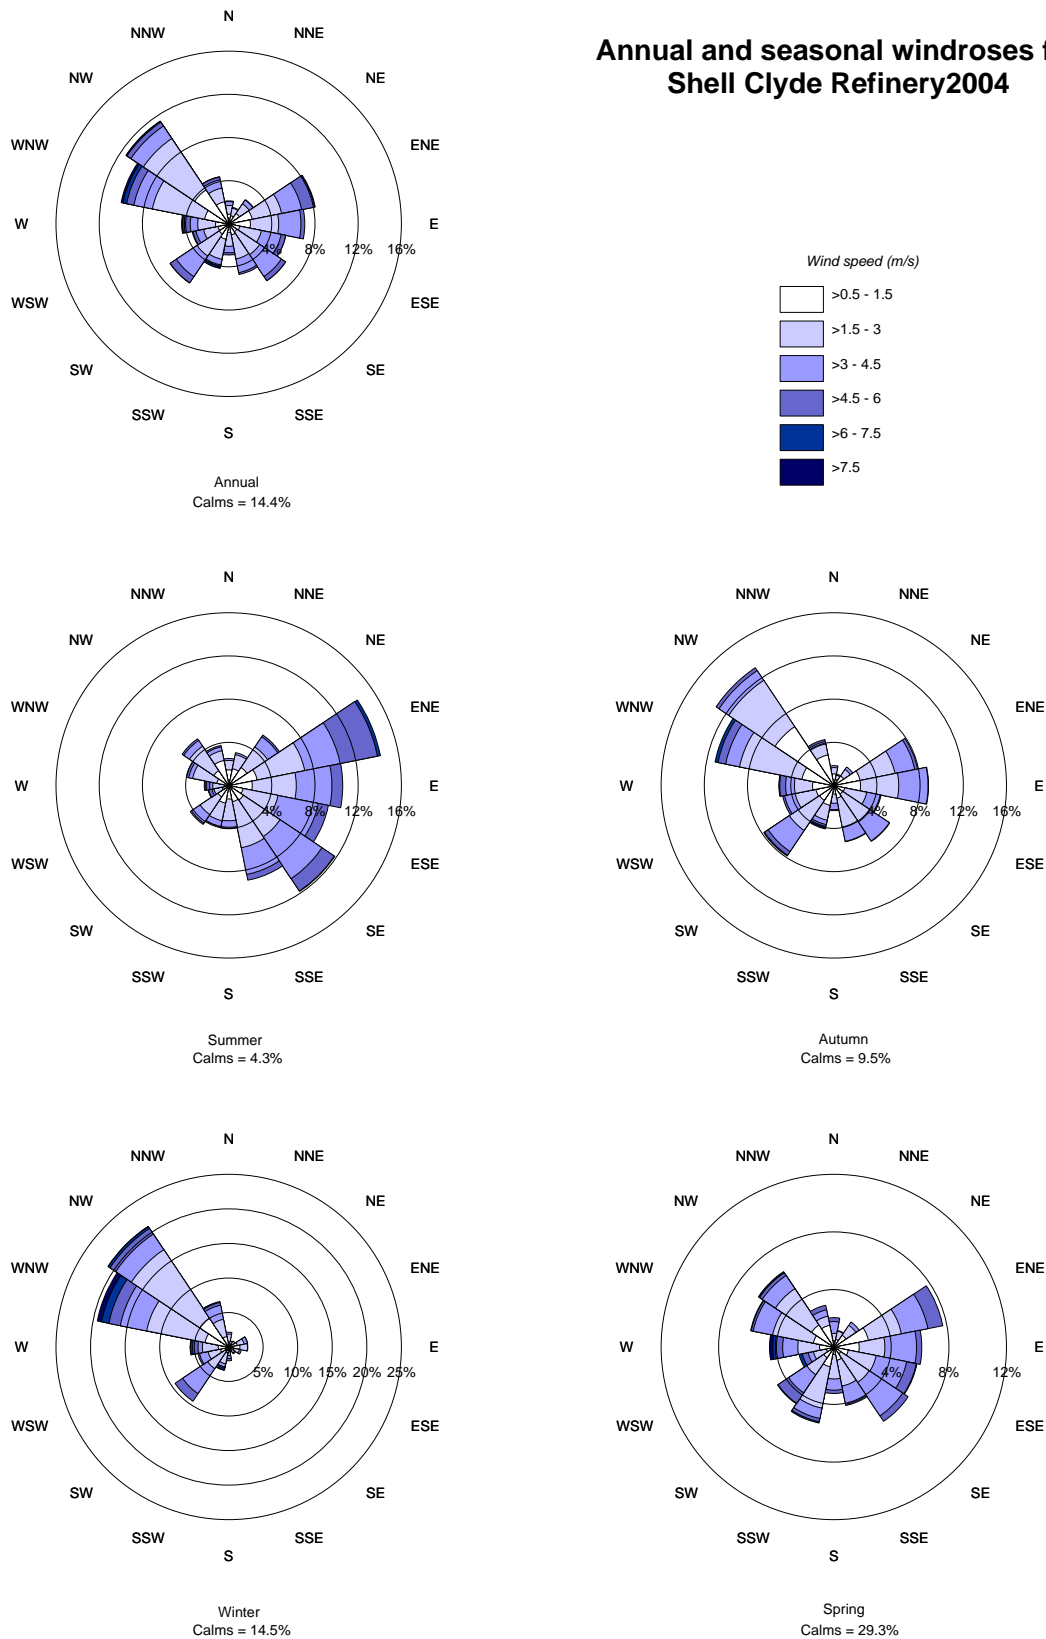 Annual and seasonal windroses f
Shell Clyde Refinery2004
N
NNW NNE
NW NE
WNW ENE
W E
4% 8% 12% 16%
WSW ESE
SW SE
SSW SSE
S
Annual
Calms = 14.4%
Wind speed (m/s)
>0.5 - 1.5
>1.5 - 3
>3 - 4.5
>4.5 - 6
>6 - 7.5
>7.5
N
NNW NNE
NW NE
WNW ENE
W E
4% 8% 12% 16%
WSW ESE
SW SE
SSW SSE
S
Summer
Calms = 4.3%
N
NNW NNE
NW NE
WNW ENE
W E
4% 8% 12% 16%
WSW ESE
SW SE
SSW SSE
S
Autumn
Calms = 9.5%
N
NNW NNE
NW NE
WNW ENE
W E
5% 10% 15% 20% 25%
WSW ESE
SW SE
SSW SSE
S
Winter
Calms = 14.5%
N
NNW NNE
NW NE
WNW ENE
W E
4% 8% 12%
WSW ESE
SW SE
SSW SSE
S
Spring
Calms = 29.3%